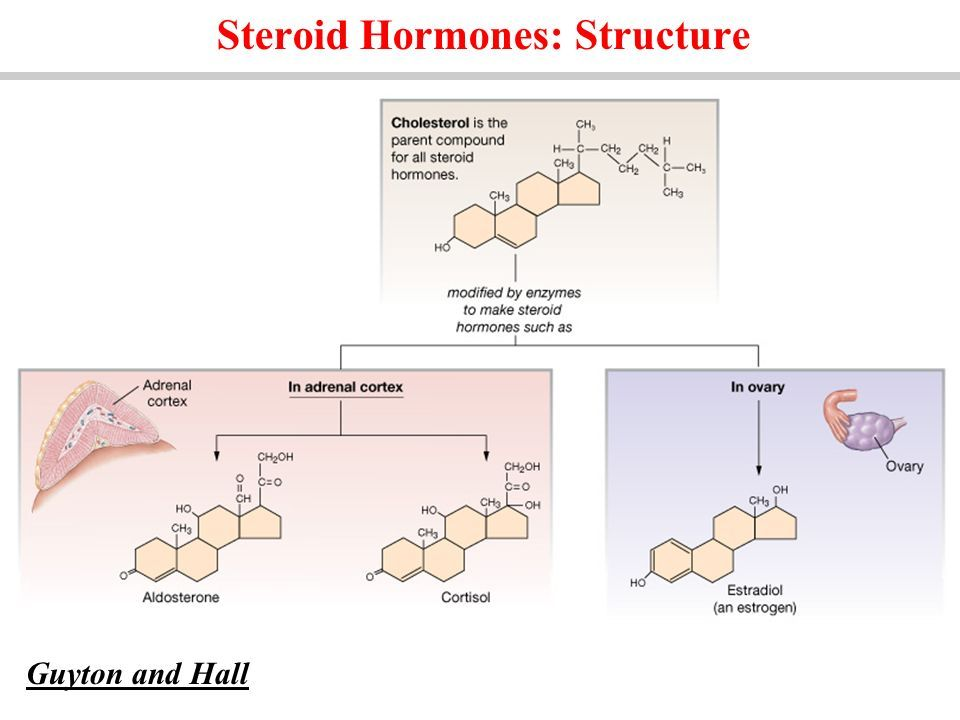 Steroid Hormones: Structure
Cholesterol is the
parent compound
for all steroid
hormones.
CH₃
H
H—C—CH₂
CH₂
CH₃
CH₂
C—CH₃
CH₃
CH₃
HO
modified by enzymes
to make steroid
hormones such as
Adrenal
cortex
In adrenal cortex
CH₂OH
O
C=O
CH
HO
CH₃
O
Aldosterone
CH₂OH
C=O
CH₃
OH
HO
CH₃
O
Cortisol
In ovary
Ovary
OH
CH₃
HO
Estradiol
(an estrogen)
Guyton and Hall